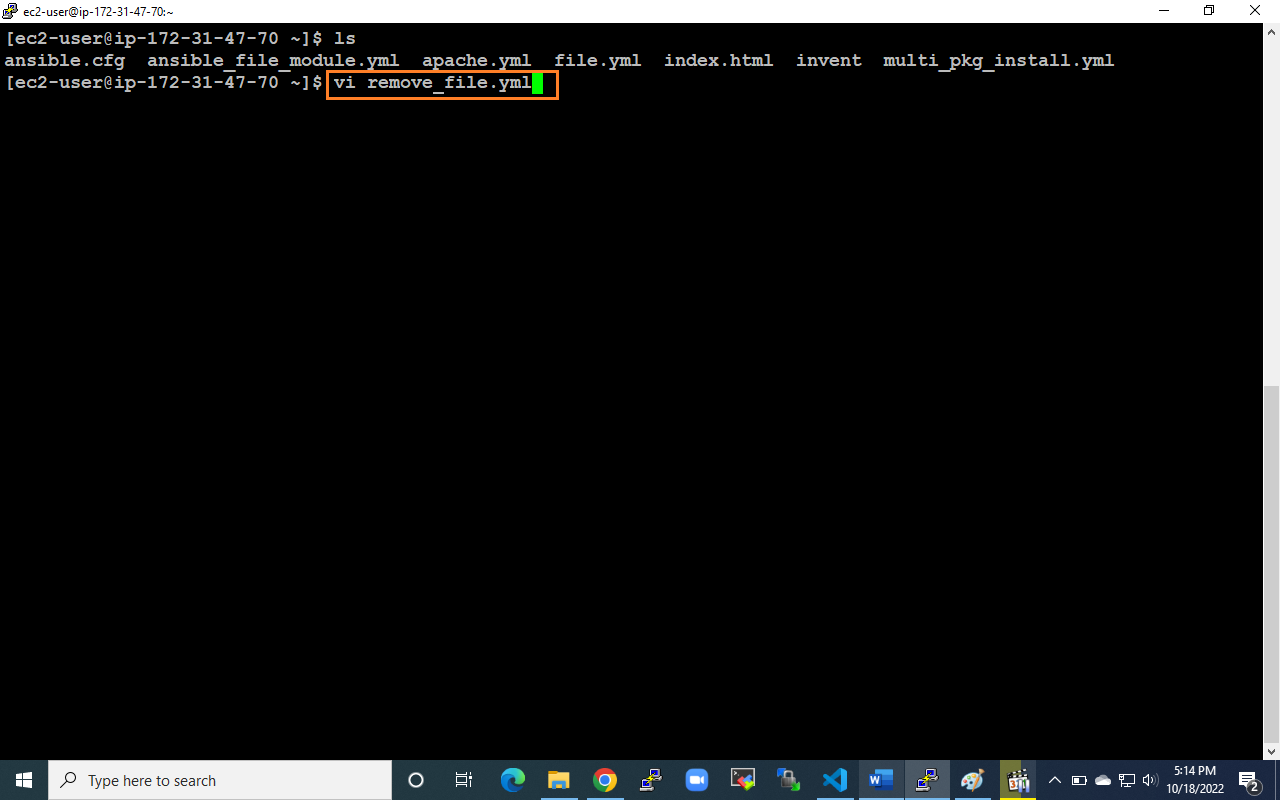 ec2-user@ip-172-31-47-70:~
[ec2-user@ip-172-31-47-70 ~]$ ls
ansible.cfg  ansible_file_module.yml  apache.yml  file.yml  index.html  invent  multi_pkg_install.yml
[ec2-user@ip-172-31-47-70 ~]$ vi remove_file.yml
Type here to search
5:14 PM
10/18/2022
2